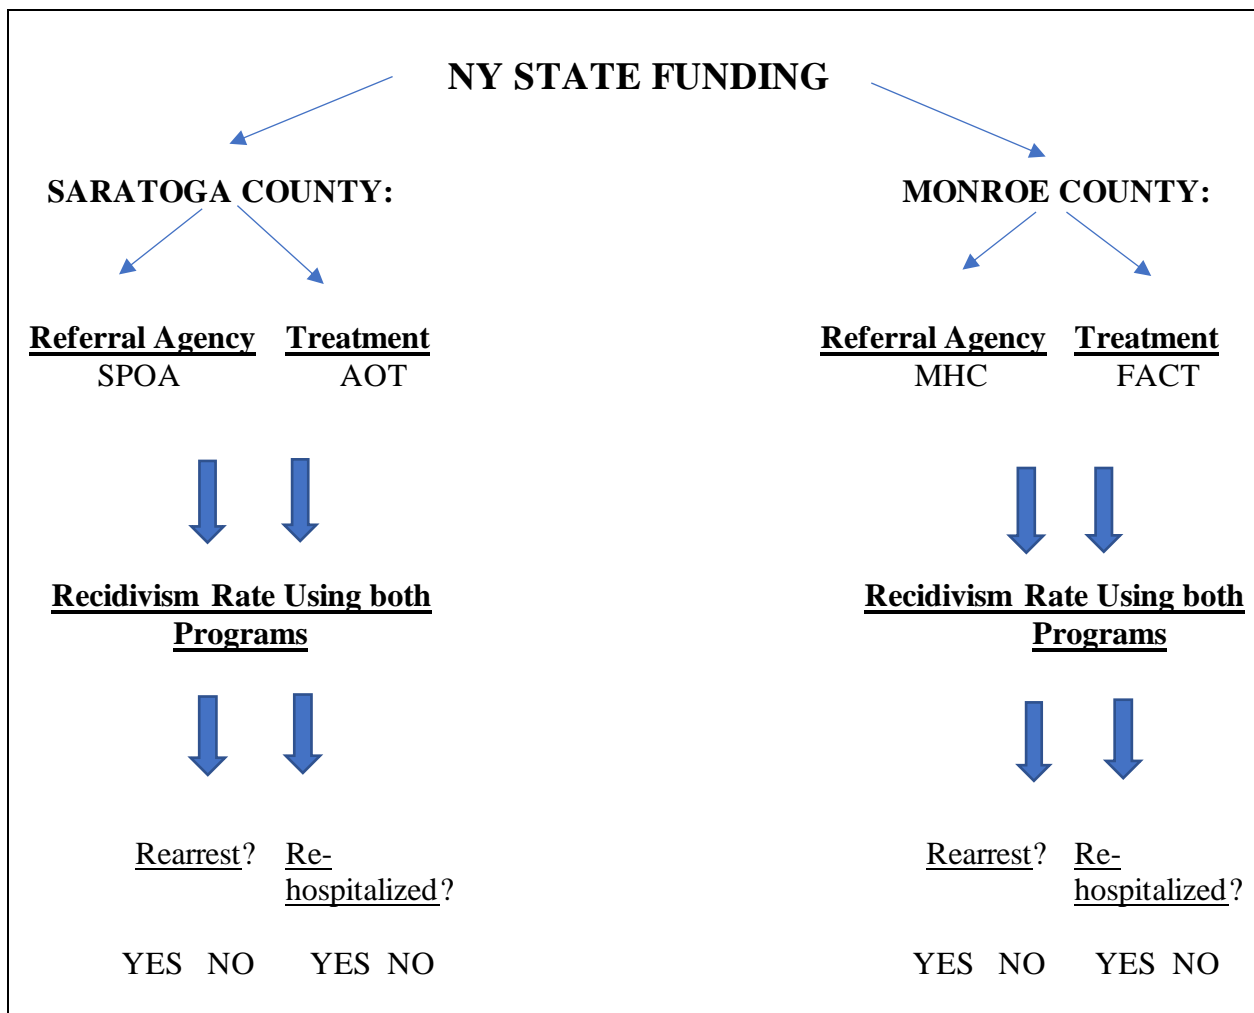 NY STATE FUNDING
SARATOGA COUNTY:
MONROE COUNTY:
Referral Agency Treatment
SPOA AOT
Referral Agency Treatment
MHC FACT
Recidivism Rate Using both
Programs
Recidivism Rate Using both
Programs
Rearrest? Re-
hospitalized?
YES NO YES NO
Rearrest? Re-
hospitalized?
YES NO YES NO